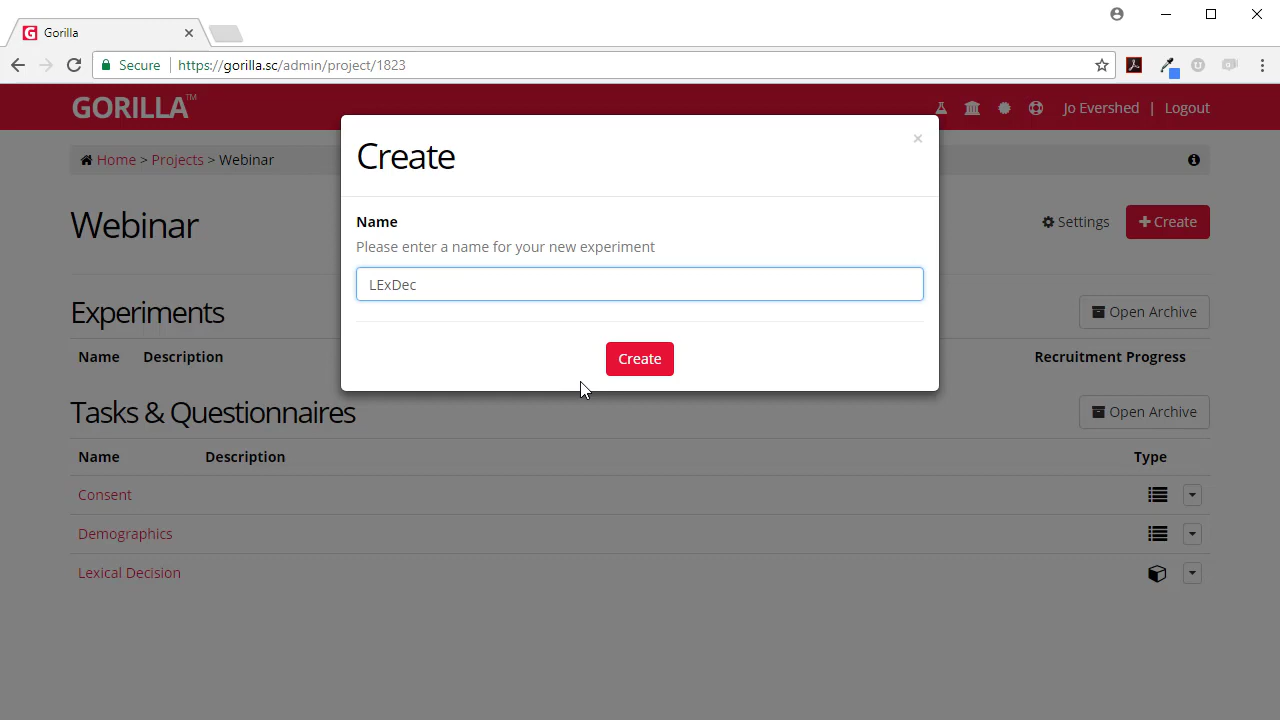 Gorilla
Secure https://gorilla.sc/admin/project/1823
GORILLA™ Jo Evershed | Logout
Home > Projects > Webinar
Webinar Settings Create
Create
×
Name
Please enter a name for your new experiment
LExDec
Create
Experiments Open Archive
Name Description Recruitment Progress
Tasks & Questionnaires Open Archive
Name Description Type
Consent
Demographics
Lexical Decision